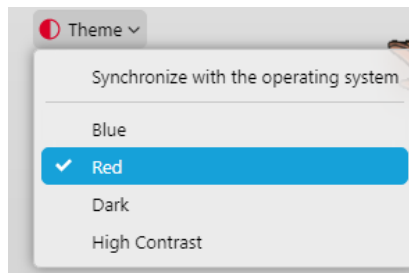 Theme
Synchronize with the operating system
Blue
Red
Dark
High Contrast